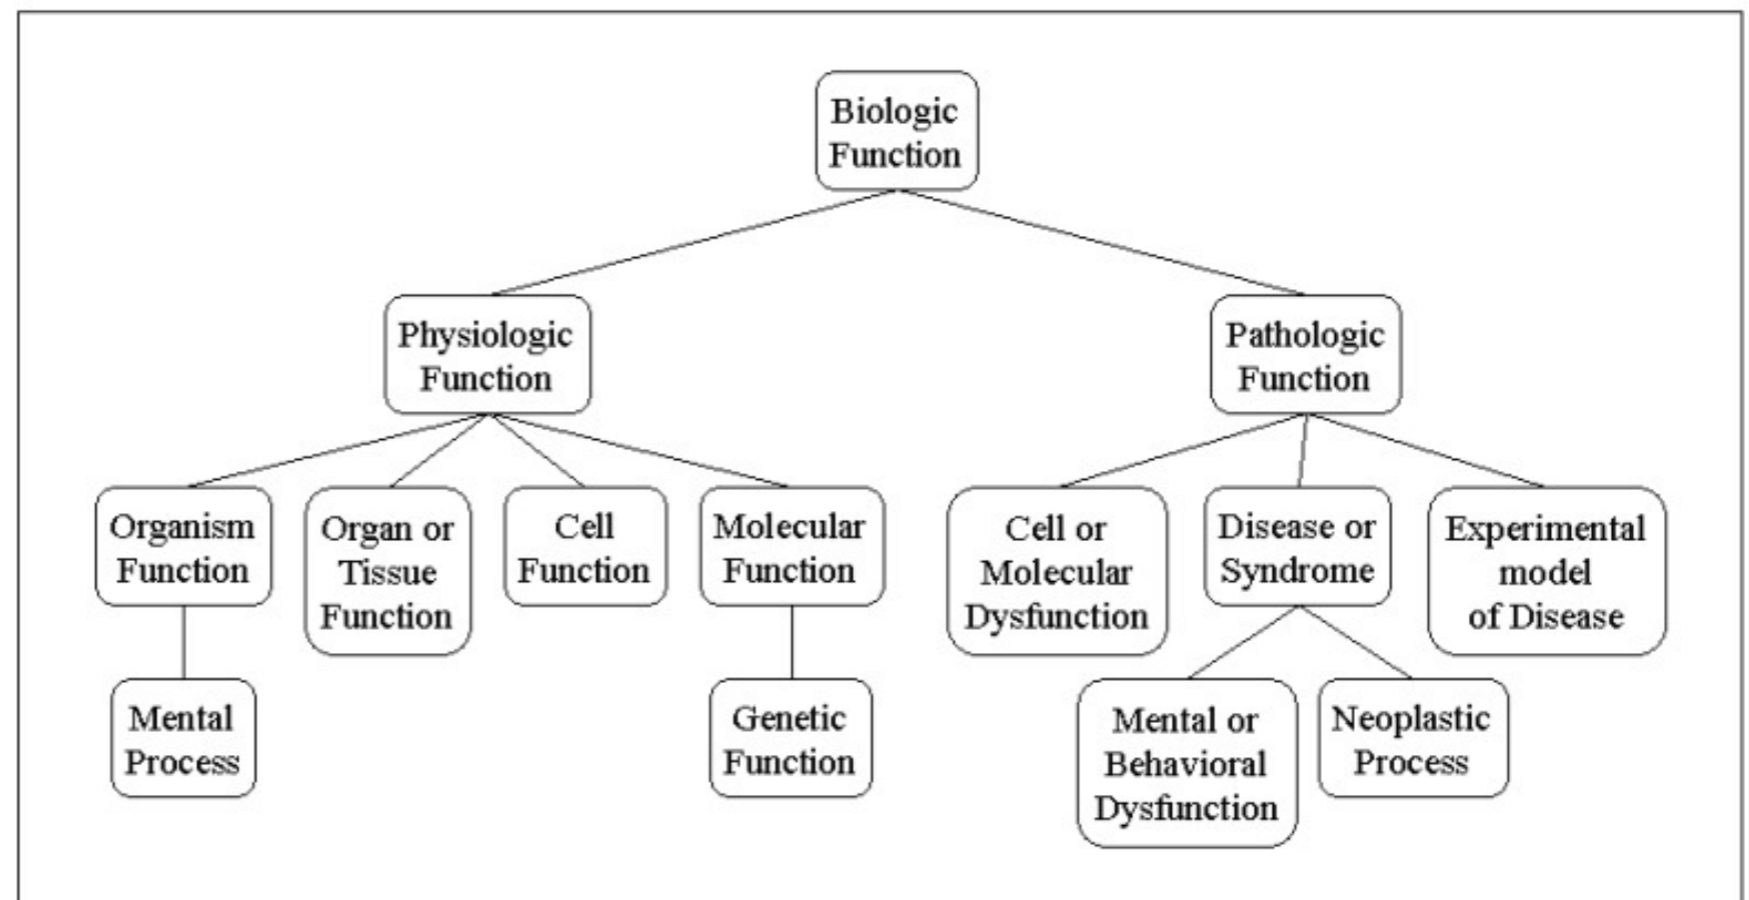 Biologic
Function
Physiologic
Function
Pathologic
Function
Organism
Function
Organ or
Tissue
Function
Cell
Function
Molecular
Function
Cell or
Molecular
Dysfunction
Disease or
Syndrome
Experimental
model
of Disease
Mental
Process
Genetic
Function
Mental or
Behavioral
Dysfunction
Neoplastic
Process